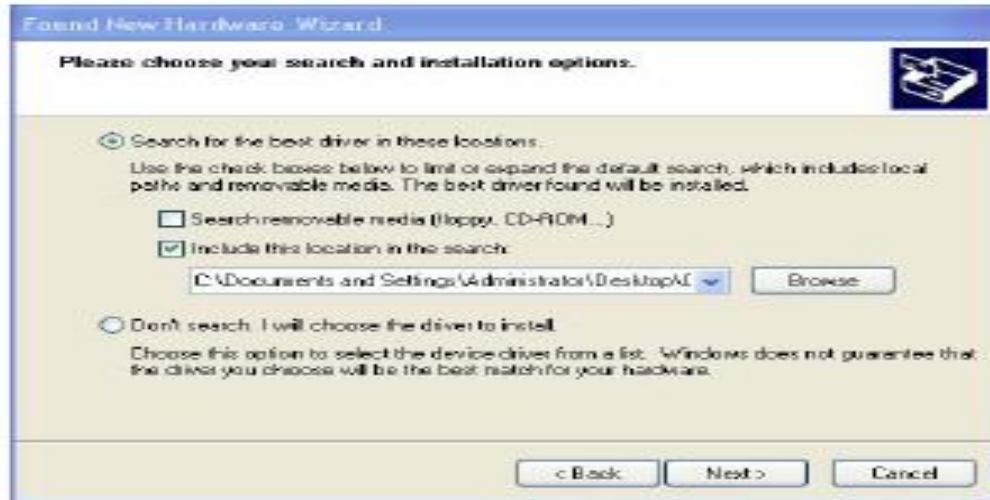 Found New Hardware Wizard
Please choose your search and installation options.
Search for the best driver in these locations.
Use the check boxes below to limit or expand the default search, which includes local
paths and removable media. The best driver found will be installed.
Search removable media (floppy, CD-ROM...)
Include this location in the search:
C:\Documents and Settings\Administrator\Desktop\
Browse
Don't search. I will choose the driver to install.
Choose this option to select the device driver from a list. Windows does not guarantee that
the driver you choose will be the best match for your hardware.
< Back
Next >
Cancel